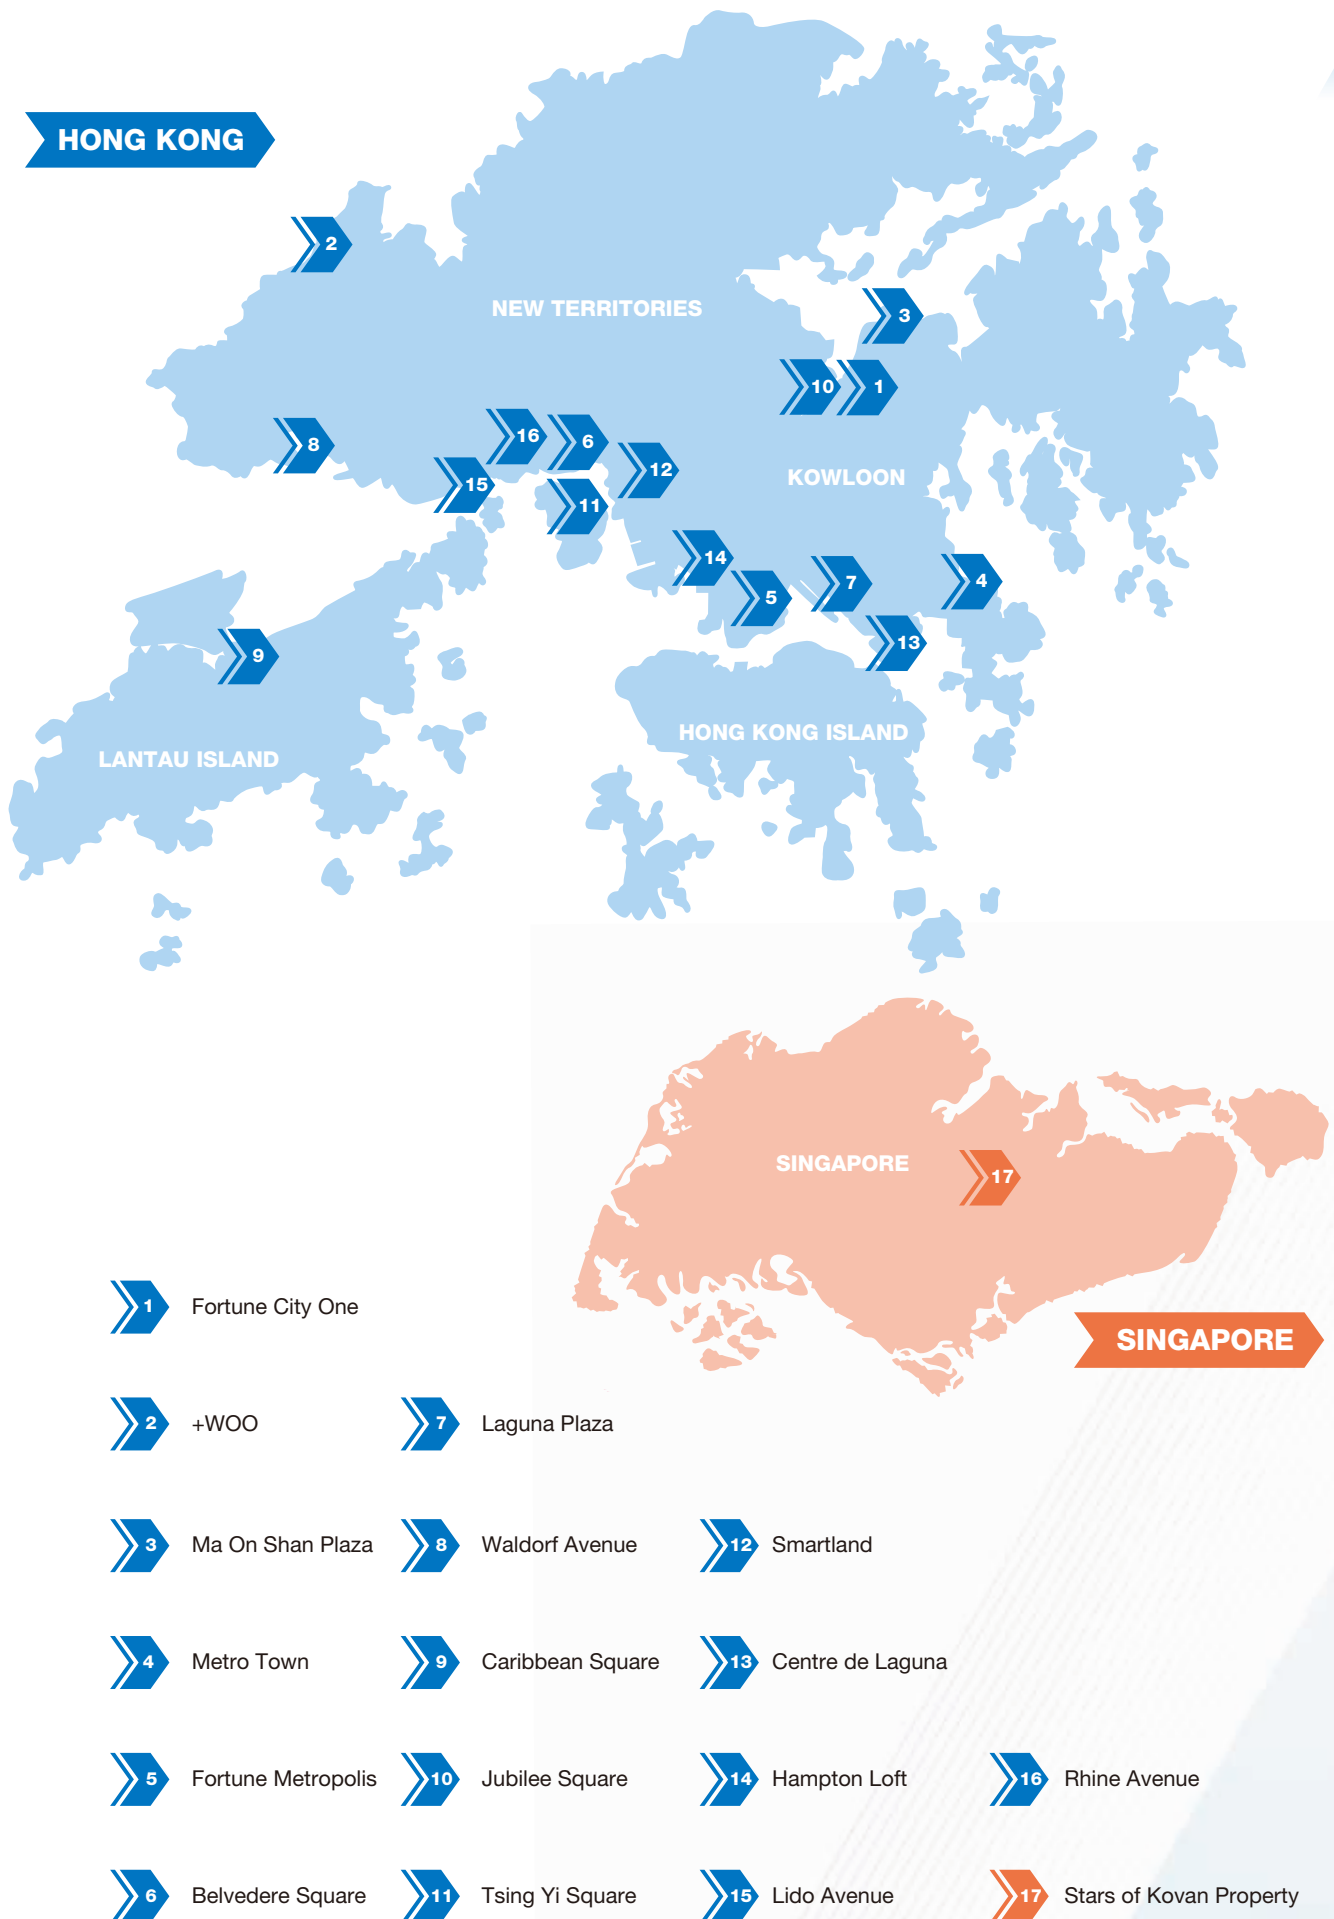 HONG KONG
2
NEW TERRITORIES
3
10
1
16
6
8
12
KOWLOON
15
11
14
4
7
5
13
9
HONG KONG ISLAND
LANTAU ISLAND
SINGAPORE
17
1 Fortune City One
SINGAPORE
2 +WOO
7 Laguna Plaza
3 Ma On Shan Plaza
8 Waldorf Avenue
12 Smartland
4 Metro Town
9 Caribbean Square
13 Centre de Laguna
5 Fortune Metropolis
10 Jubilee Square
14 Hampton Loft
16 Rhine Avenue
6 Belvedere Square
11 Tsing Yi Square
15 Lido Avenue
17 Stars of Kovan Property